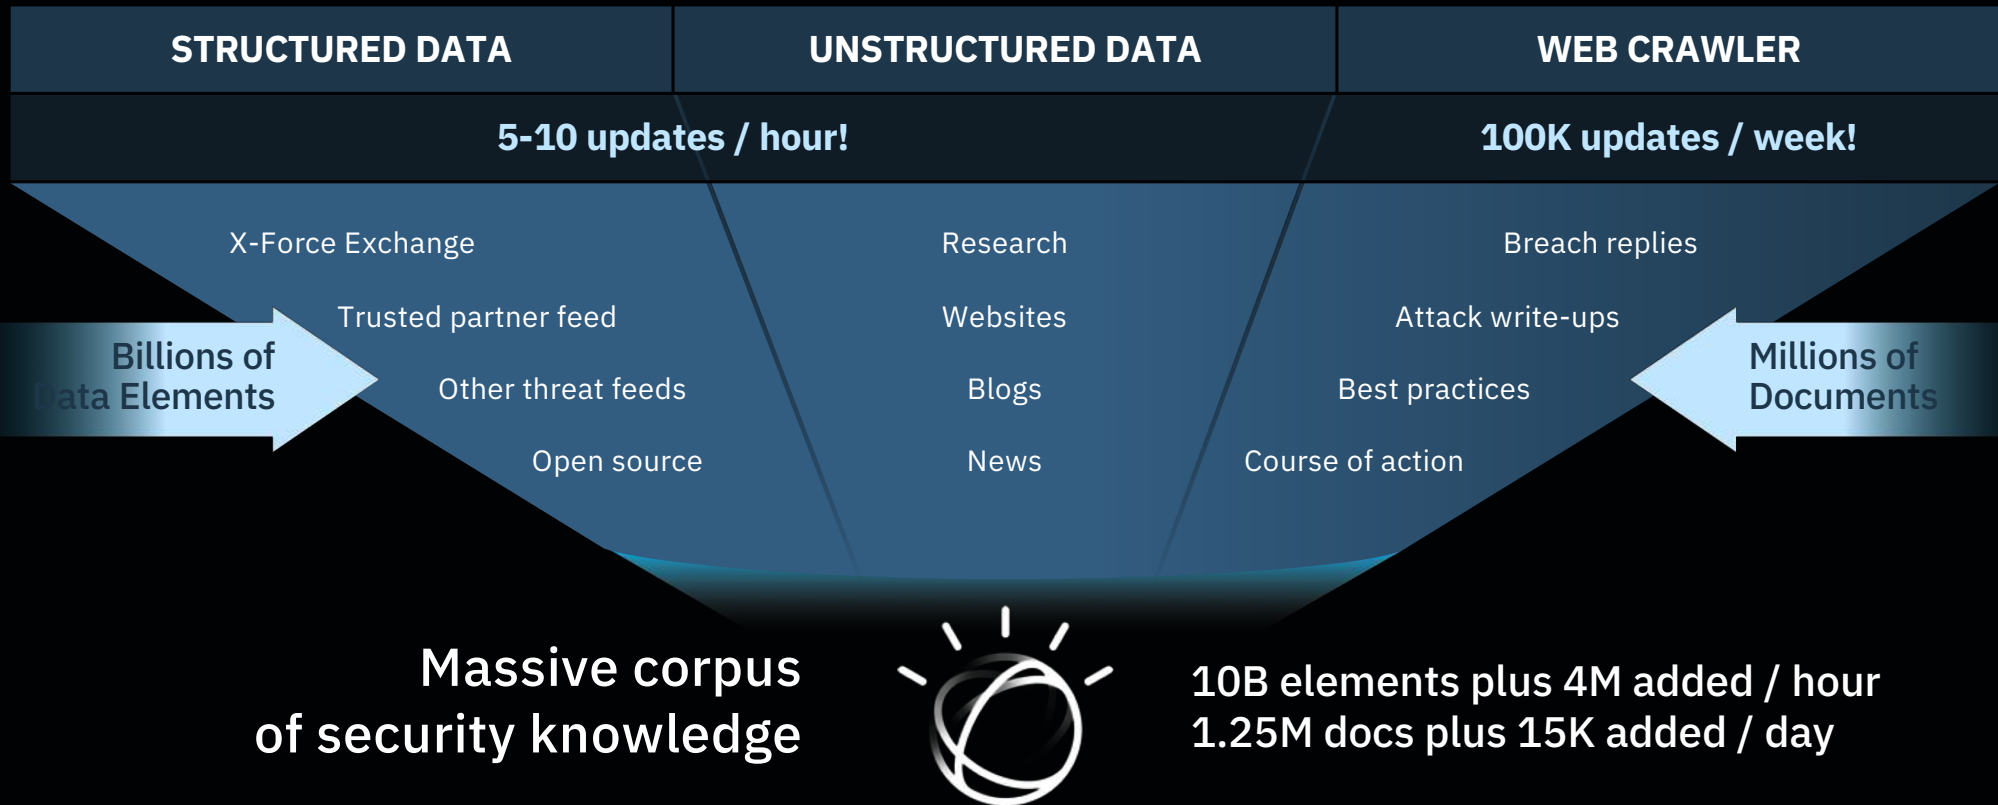 STRUCTURED DATA
UNSTRUCTURED DATA
WEB CRAWLER
5-10 updates / hour!
100K updates / week!
X-Force Exchange
Trusted partner feed
Other threat feeds
Open source
Research
Websites
Blogs
News
Breach replies
Attack write-ups
Best practices
Course of action
Billions of
Data Elements
Millions of
Documents
Massive corpus
of security knowledge
10B elements plus 4M added / hour
1.25M docs plus 15K added / day